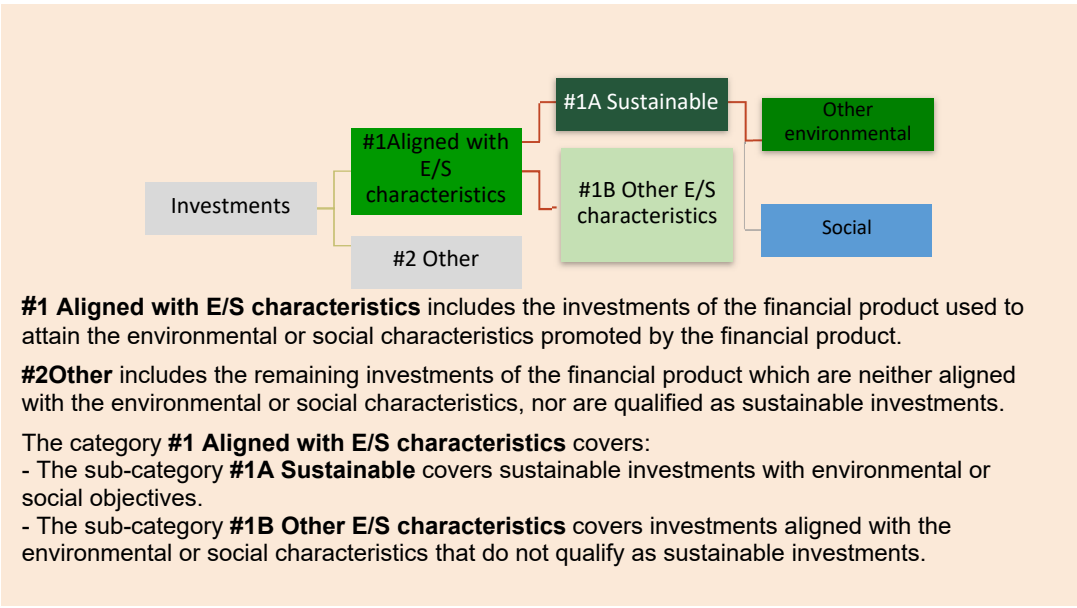 #1A Sustainable
Other
environmental
#1Aligned with
E/S
characteristics
#1B Other E/S
characteristics
Investments
Social
#2 Other
#1 Aligned with E/S characteristics includes the investments of the financial product used to
attain the environmental or social characteristics promoted by the financial product.
#2Other includes the remaining investments of the financial product which are neither aligned
with the environmental or social characteristics, nor are qualified as sustainable investments.
The category #1 Aligned with E/S characteristics covers:
- The sub-category #1A Sustainable covers sustainable investments with environmental or
social objectives.
- The sub-category #1B Other E/S characteristics covers investments aligned with the
environmental or social characteristics that do not qualify as sustainable investments.